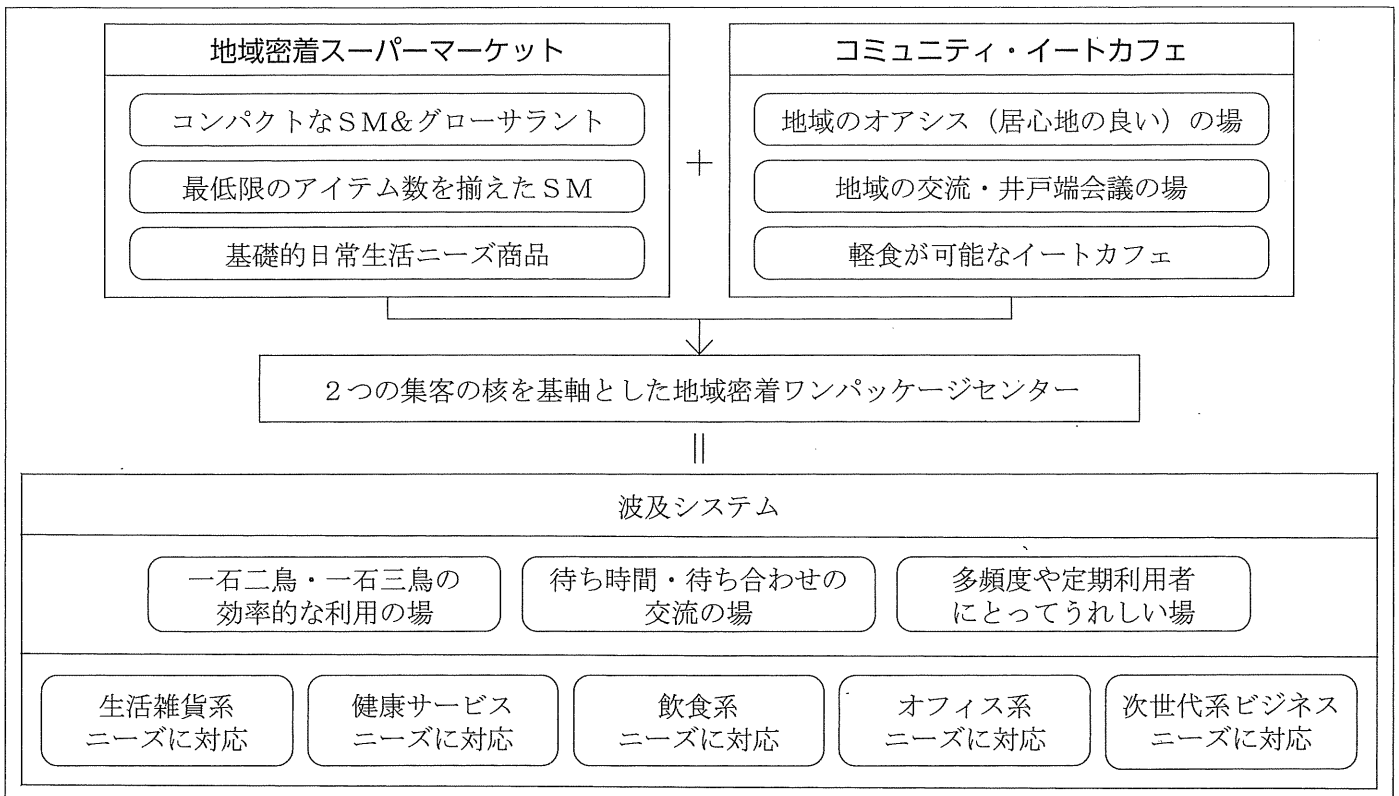 地域密着スーパーマーケット
コンパクトなSM&グローサラント
最低限のアイテム数を揃えたSM
基礎的日常生活ニーズ商品
+
コミュニティ・イートカフェ
地域のオアシス（居心地の良い）の場
地域の交流・井戸端会議の場
軽食が可能なイートカフェ
2つの集客の核を基軸とした地域密着ワンパッケージセンター
=
波及システム
一石二鳥・一石三鳥の
効率的な利用の場
待ち時間・待ち合わせの
交流の場
多頻度や定期利用者
にとってうれしい場
生活雑貨系
ニーズに対応
健康サービス
ニーズに対応
飲食系
ニーズに対応
オフィス系
ニーズに対応
次世代系ビジネス
ニーズに対応